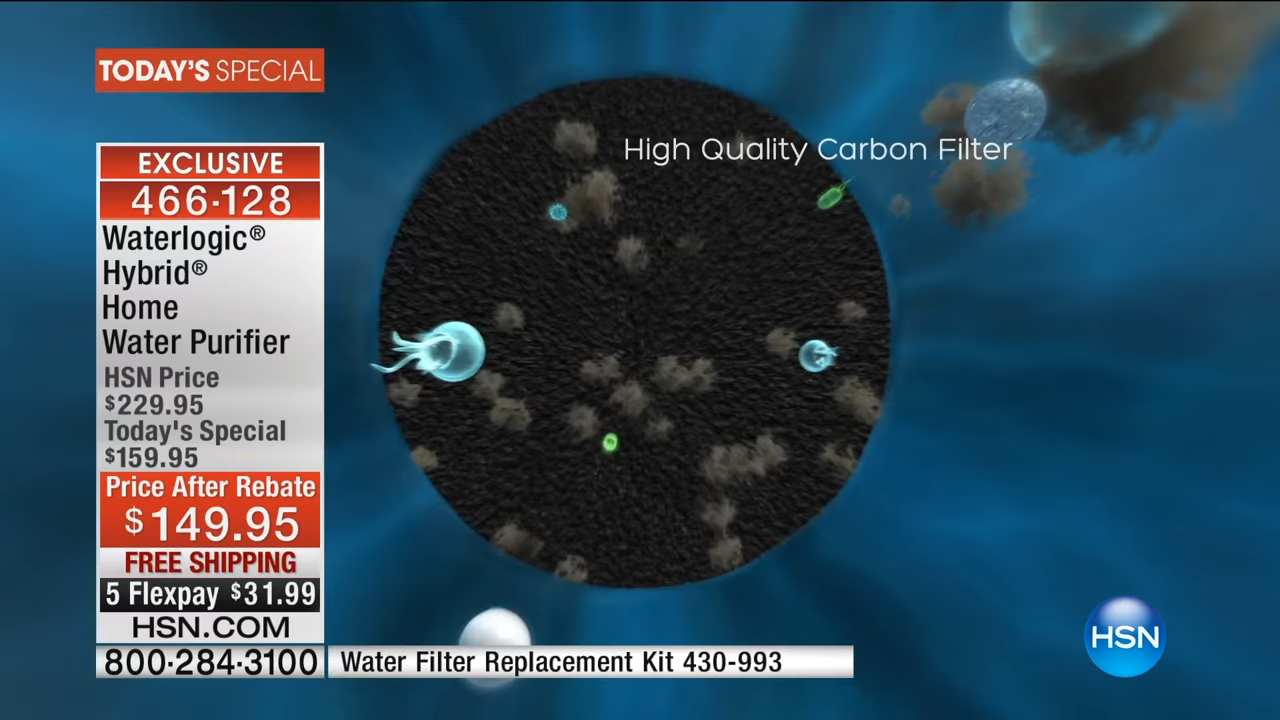 TODAY'S SPECIAL
EXCLUSIVE
466·128
Waterlogic®
Hybrid®
Home
Water Purifier
HSN Price
$229.95
Today's Special
$159.95
Price After Rebate
$149.95
FREE SHIPPING
5 Flexpay $31.99
HSN.COM
800·284·3100
Water Filter Replacement Kit 430-993
High Quality Carbon Filter
HSN